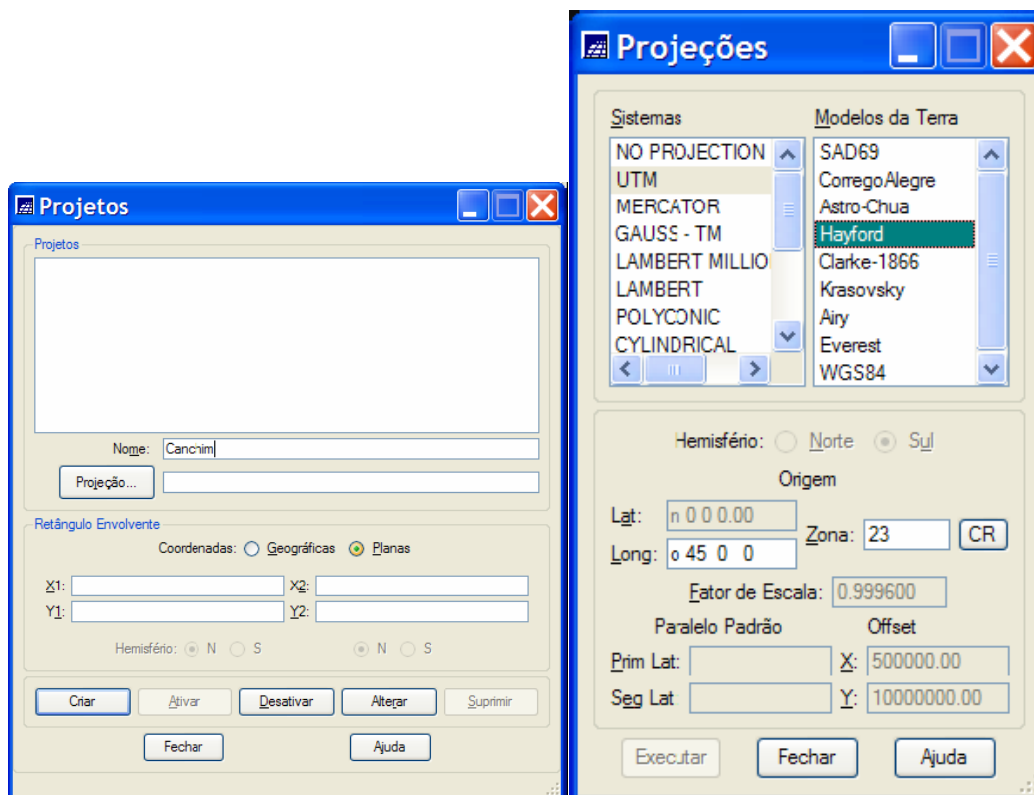 Projetos
Projetos
Nome: Canchim
Projeção...
Retângulo Envolvente
Coordenadas: Geográficas Planas
X1: X2:
Y1: Y2:
Hemisfério: N S N S
Criar Ativar Desativar Alterar Suprimir
Fechar Ajuda
Projeções
Sistemas Modelos da Terra
NO PROJECTION SAD69
UTM CorregoAlegre
MERCATOR Astro-Chua
GAUSS - TM Hayford
LAMBERT MILLIO Clarke-1866
LAMBERT Krasovsky
POLYCONIC Airy
CYLINDRICAL Everest
WGS84
Hemisfério: Norte Sul
Origem
Lat: n 0 0 0.00
Long: o 45 0 0 Zona: 23 CR
Fator de Escala: 0.999600
Paralelo Padrão Offset
Prim Lat: X: 500000.00
Seg Lat Y: 10000000.00
Executar Fechar Ajuda